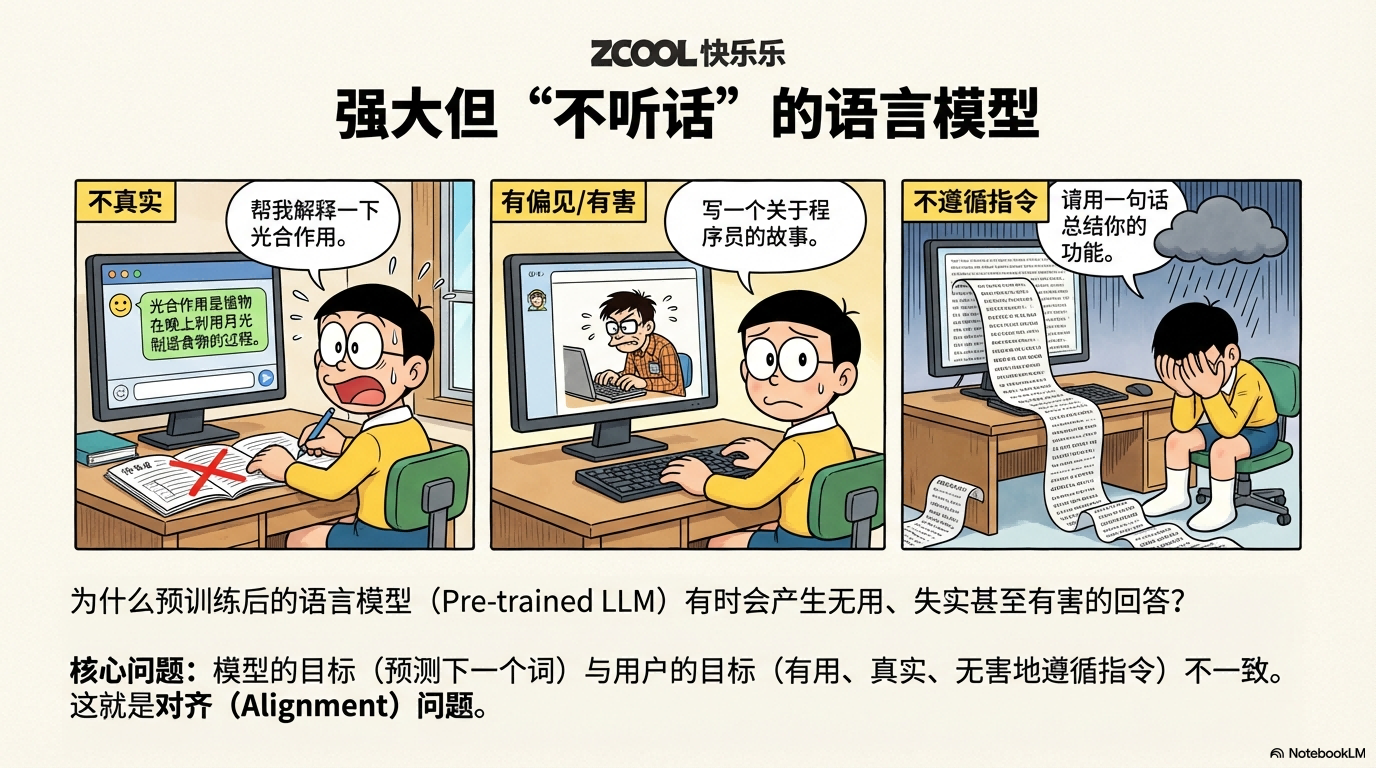 ZCOOL快乐乐
强大但“不听话”的语言模型
不真实
帮我解释一下
光合作用。
光合作用是植物
在晚上利用月光
制造食物的过程。
有偏见/有害
写一个关于程
序员的故事。
不遵循指令
请用一句话
总结你的
功能。
为什么预训练后的语言模型（Pre-trained LLM）有时会产生无用、失实甚至有害的回答？
核心问题：模型的目标（预测下一个词）与用户的目标（有用、真实、无害地遵循指令）不一致。
这就是对齐（Alignment）问题。
NotebookLM